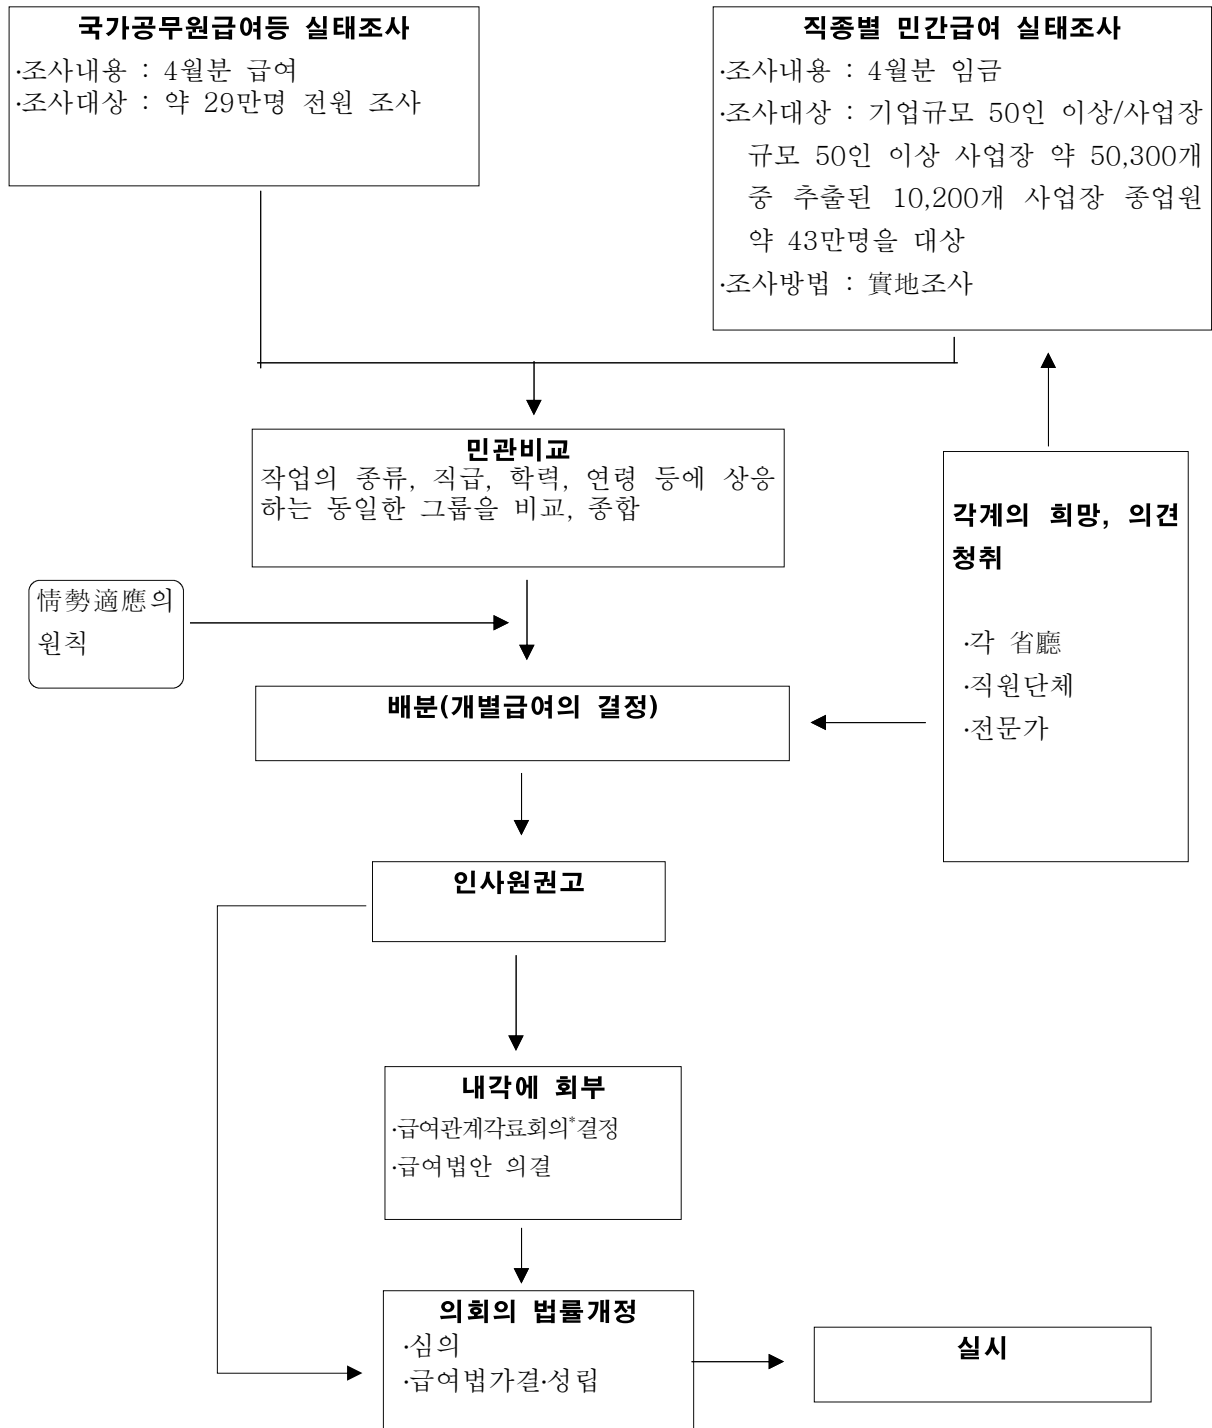 국가공무원급여등 실태조사
·조사내용 : 4월분 급여
·조사대상 : 약 29만명 전원 조사
직종별 민간급여 실태조사
·조사내용 : 4월분 임금
·조사대상 : 기업규모 50인 이상/사업장
규모 50인 이상 사업장 약 50,300개
중 추출된 10,200개 사업장 종업원
약 43만명을 대상
·조사방법 : 實地조사
민관비교
작업의 종류, 직급, 학력, 연령 등에 상응
하는 동일한 그룹을 비교, 종합
각계의 희망, 의견
청취
·각 省廳
·직원단체
·전문가
情勢適應의
원칙
배분(개별급여의 결정)
인사원권고
내각에 회부
·급여관계각료회의*결정
·급여법안 의결
의회의 법률개정
·심의
·급여법가결·성립
실시